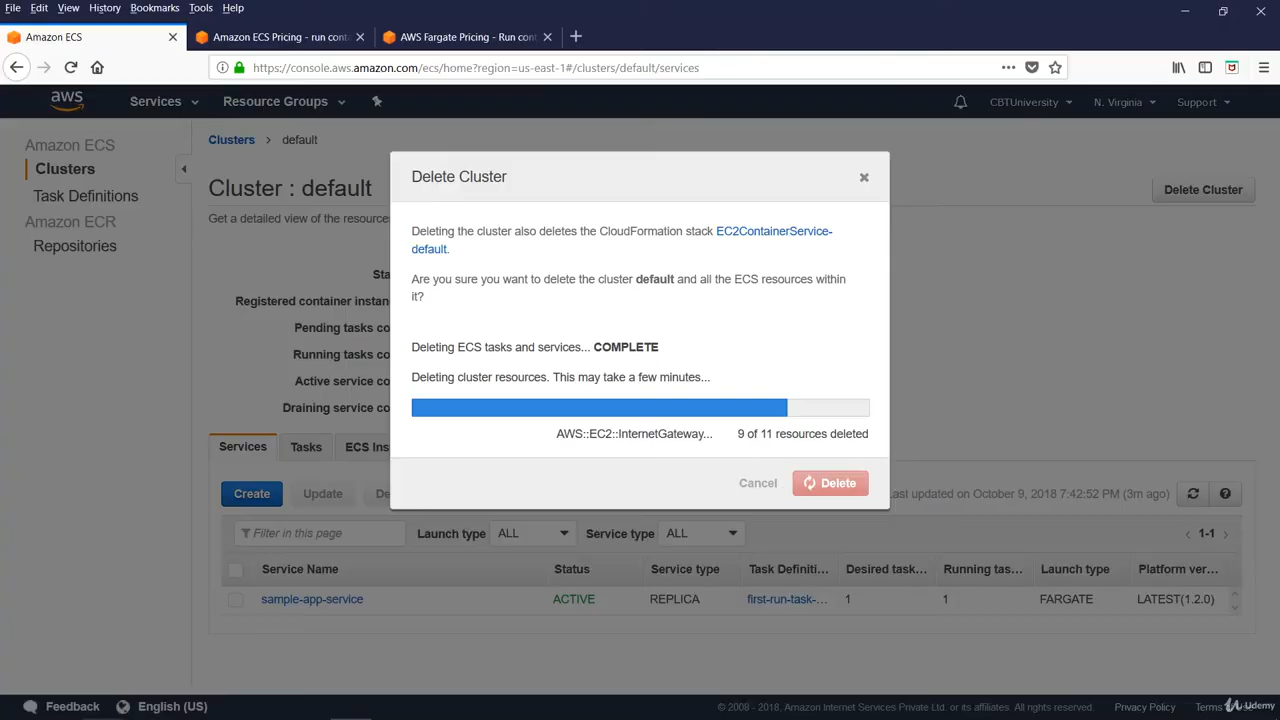 File Edit View History Bookmarks Tools Help
Amazon ECS
Amazon ECS Pricing - run cont
AWS Fargate Pricing - Run cont
https://console.aws.amazon.com/ecs/home?region=us-east-1#/clusters/default/services
aws Services Resource Groups CBTUniversity N. Virginia Support
Amazon ECS
Clusters
Task Definitions
Amazon ECR
Repositories
Clusters > default
Cluster : default
Delete Cluster
Get a detailed view of the resource
Sta
Registered container instan
Pending tasks co
Running tasks co
Active service co
Draining service co
Delete Cluster
Deleting the cluster also deletes the CloudFormation stack EC2ContainerService-
default.
Are you sure you want to delete the cluster default and all the ECS resources within
it?
Deleting ECS tasks and services... COMPLETE
Deleting cluster resources. This may take a few minutes...
AWS::EC2::InternetGateway... 9 of 11 resources deleted
Cancel Delete
Services Tasks ECS Ins
Create Update De
ast updated on October 9, 2018 7:42:52 PM (3m ago)
Filter in this page Launch type ALL Service type ALL 1-1
Service Name Status Service type Task Definiti... Desired task... Running tas... Launch type Platform ver...
sample-app-service ACTIVE REPLICA first-run-task-... 1 1 FARGATE LATEST(1.2.0)
Feedback English (US) © 2008 - 2018, Amazon Internet Services Private Ltd. or its affiliates. All rights reserved. Privacy Policy Terms
Udemy